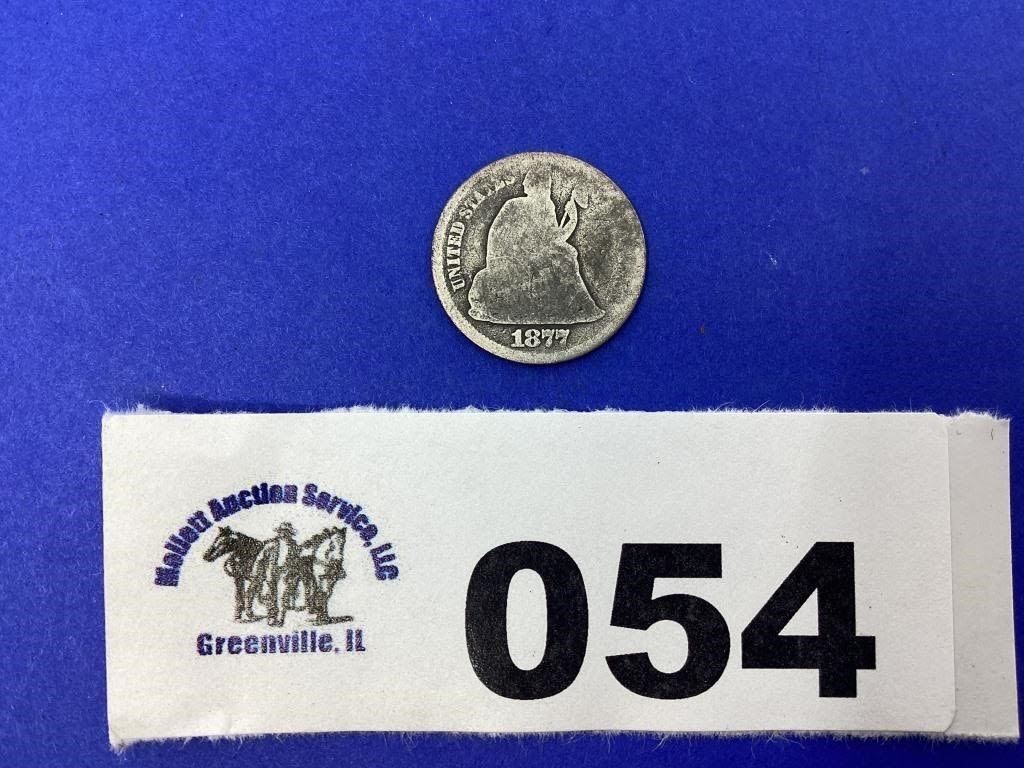 UNITED STATES
1877
Mallett Auction Service, LLC
Greenville, IL
054